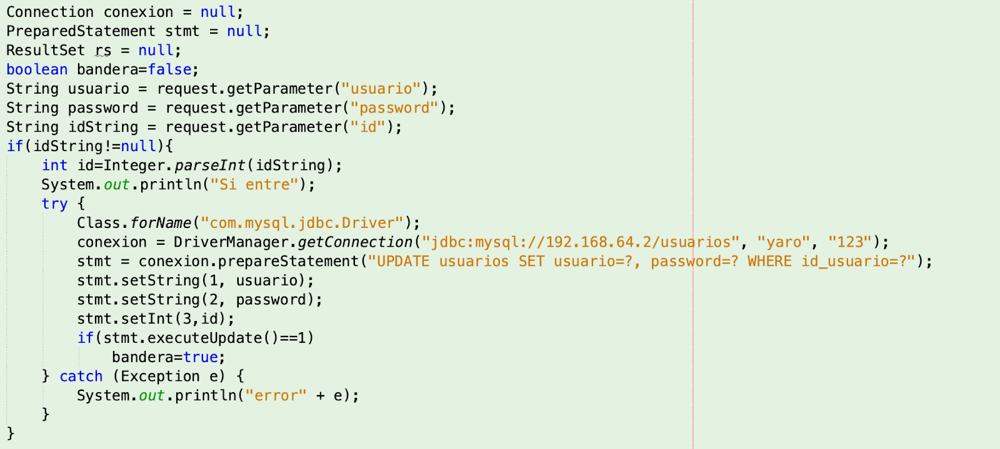 Connection conexion = null;
PreparedStatement stmt = null;
ResultSet rs = null;
boolean bandera=false;
String usuario = request.getParameter("usuario");
String password = request.getParameter("password");
String idString = request.getParameter("id");
if(idString!=null){
    int id=Integer.parseInt(idString);
    System.out.println("Si entre");
    try {
        Class.forName("com.mysql.jdbc.Driver");
        conexion = DriverManager.getConnection("jdbc:mysql://192.168.64.2/usuarios", "yaro", "123");
        stmt = conexion.prepareStatement("UPDATE usuarios SET usuario=?, password=? WHERE id_usuario=?");
        stmt.setString(1, usuario);
        stmt.setString(2, password);
        stmt.setInt(3,id);
        if(stmt.executeUpdate()==1)
            bandera=true;
    } catch (Exception e) {
        System.out.println("error" + e);
    }
}